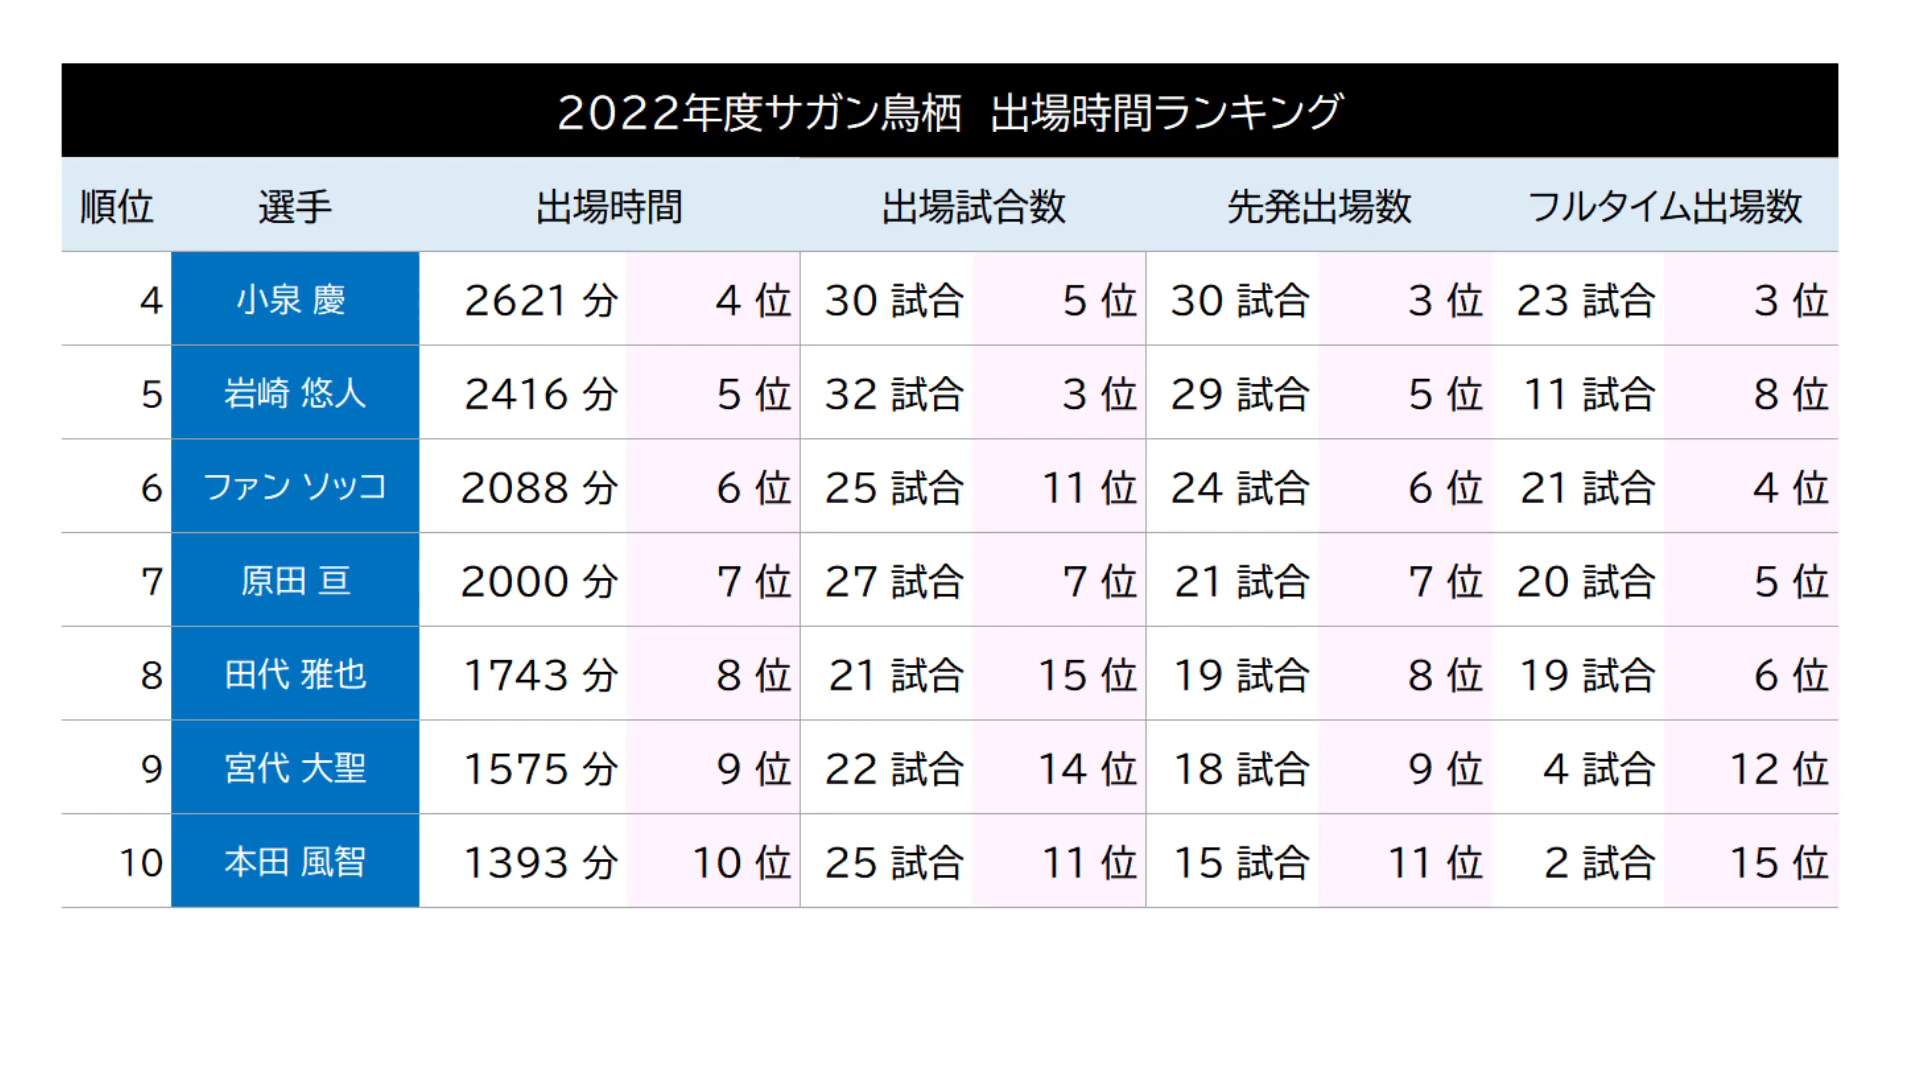 2022年度サガン鳥栖　出場時間ランキング
順位 選手 出場時間 出場試合数 先発出場数 フルタイム出場数
4 小泉 慶 2621 分 4 位 30 試合 5 位 30 試合 3 位 23 試合 3 位
5 岩崎 悠人 2416 分 5 位 32 試合 3 位 29 試合 5 位 11 試合 8 位
6 ファン ソッコ 2088 分 6 位 25 試合 11 位 24 試合 6 位 21 試合 4 位
7 原田 亘 2000 分 7 位 27 試合 7 位 21 試合 7 位 20 試合 5 位
8 田代 雅也 1743 分 8 位 21 試合 15 位 19 試合 8 位 19 試合 6 位
9 宮代 大聖 1575 分 9 位 22 試合 14 位 18 試合 9 位 4 試合 12 位
10 本田 風智 1393 分 10 位 25 試合 11 位 15 試合 11 位 2 試合 15 位